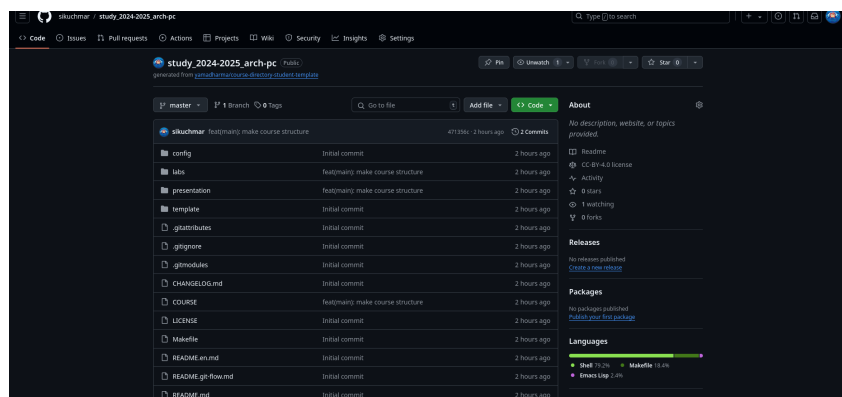 sikuchmar / study_2024-2025_arch-pc
Type / to search
Code Issues Pull requests Actions Projects Wiki Security Insights Settings
study_2024-2025_arch-pc Public
generated from yamadharma/course-directory-student-template
Pin Unwatch 1 Fork 0 Star 0
master 1 Branch 0 Tags Go to file t Add file Code
sikuchmar feat(main): make course structure 471356c · 2 hours ago 2 Commits
config Initial commit 2 hours ago
labs feat(main): make course structure 2 hours ago
presentation feat(main): make course structure 2 hours ago
template Initial commit 2 hours ago
.gitattributes Initial commit 2 hours ago
.gitignore Initial commit 2 hours ago
.gitmodules Initial commit 2 hours ago
CHANGELOG.md Initial commit 2 hours ago
COURSE feat(main): make course structure 2 hours ago
LICENSE Initial commit 2 hours ago
Makefile Initial commit 2 hours ago
README.en.md Initial commit 2 hours ago
README.git-flow.md Initial commit 2 hours ago
README.md Initial commit 2 hours ago
About
No description, website, or topics
provided.
Readme
CC-BY-4.0 license
Activity
0 stars
1 watching
0 forks
Releases
No releases published
Create a new release
Packages
No packages published
Publish your first package
Languages
Shell 79.2% Makefile 18.4%
Emacs Lisp 2.4%